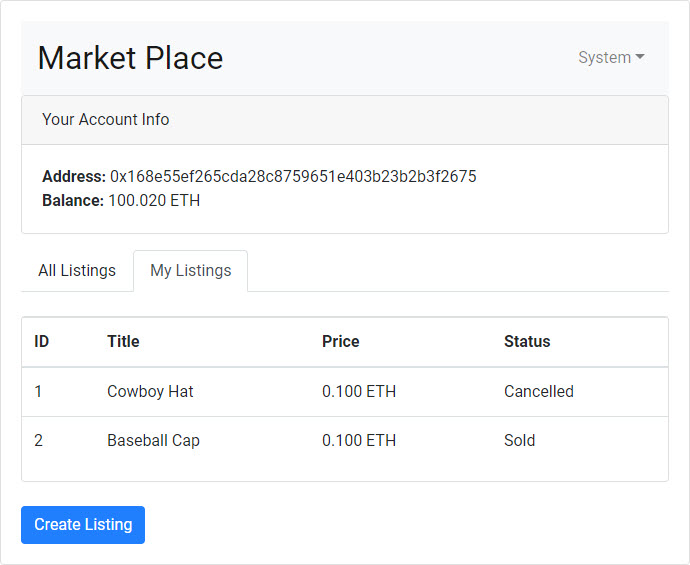 Market Place
System
Your Account Info
Address: 0x168e55ef265cda28c8759651e403b23b2b3f2675
Balance: 100.020 ETH
All Listings My Listings
ID Title Price Status
1 Cowboy Hat 0.100 ETH Cancelled
2 Baseball Cap 0.100 ETH Sold
Create Listing